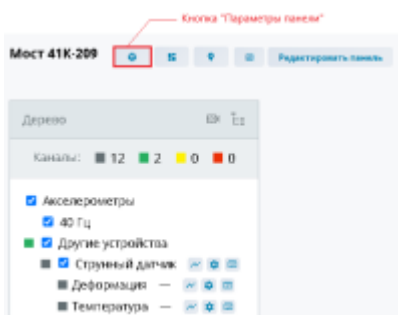 Кнопка "Параметры панели"
Мост 41К-209 Редактировать панель
Дерево
Каналы: 12 2 0 0
Акселерометры
40 Гц
Другие устройства
Струнный датчик
Деформация —
Температура —